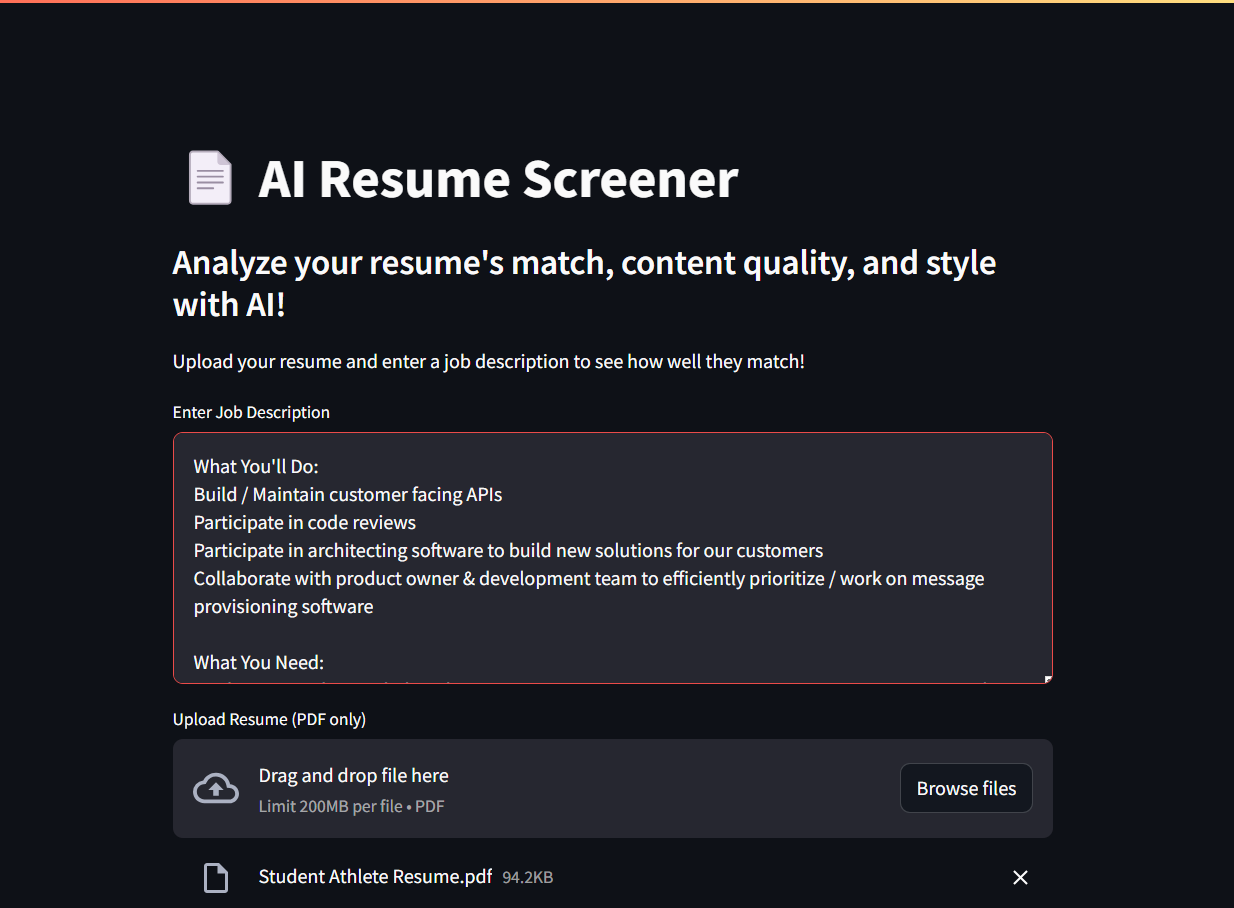 AI Resume Screener
Analyze your resume's match, content quality, and style
with AI!
Upload your resume and enter a job description to see how well they match!
Enter Job Description
What You'll Do:
Build / Maintain customer facing APIs
Participate in code reviews
Participate in architecting software to build new solutions for our customers
Collaborate with product owner & development team to efficiently prioritize / work on message
provisioning software
What You Need:
Upload Resume (PDF only)
Drag and drop file here
Limit 200MB per file • PDF
Browse files
Student Athlete Resume.pdf 94.2KB